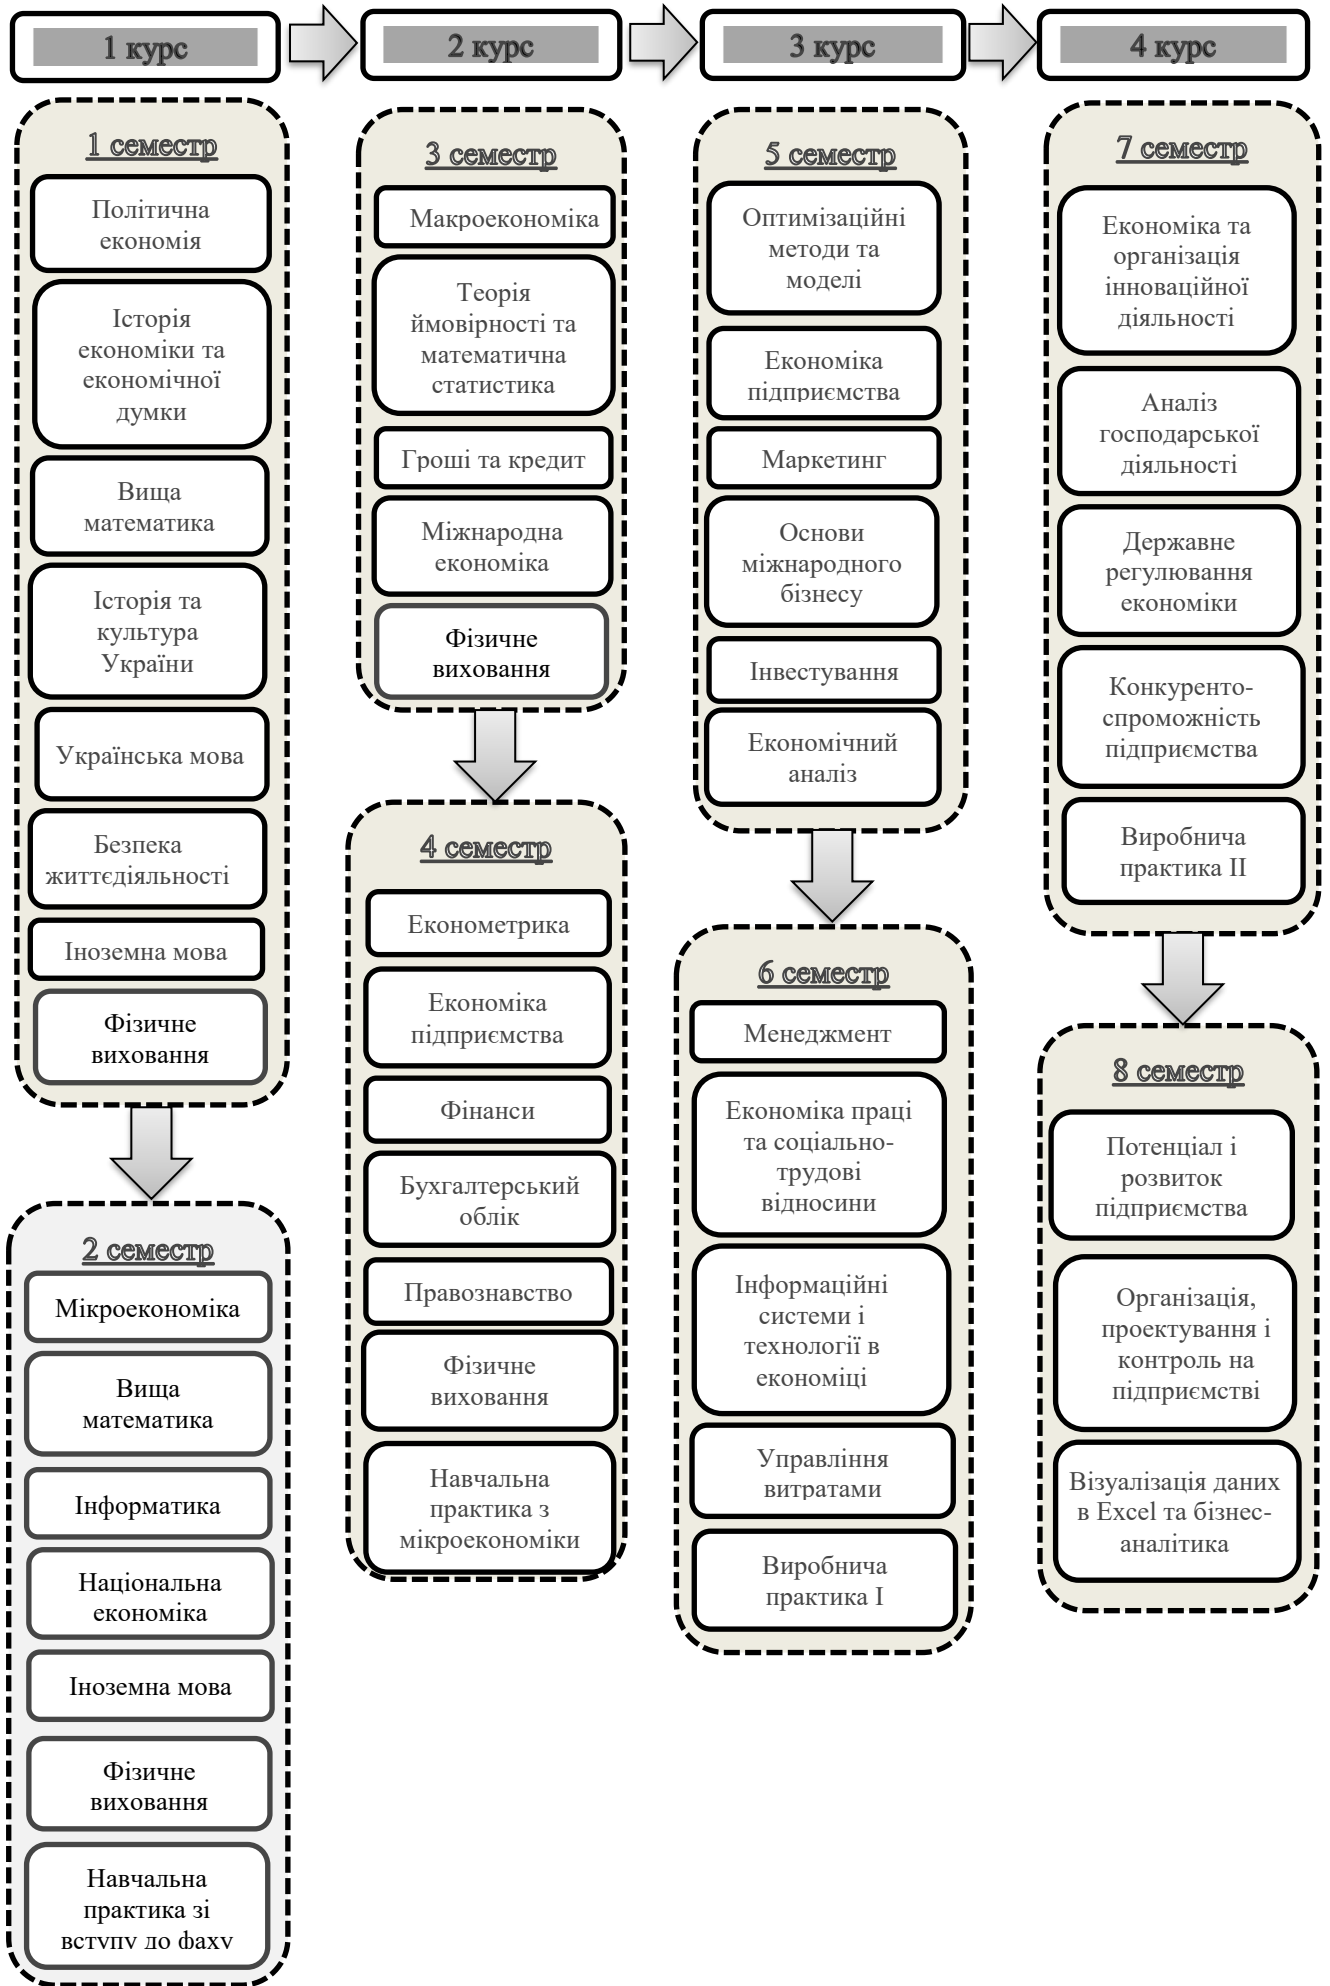 1 курс
2 курс
3 курс
4 курс
1 семестр
Політична
економія
Історія
економіки та
економічної
думки
Вища
математика
Історія та
культура
України
Українська мова
Безпека
життєдіяльності
Іноземна мова
Фізичне
виховання
2 семестр
Мікроекономіка
Вища
математика
Інформатика
Національна
економіка
Іноземна мова
Фізичне
виховання
Навчальна
практика зі
вступу до фаху
3 семестр
Макроекономіка
Теорія
ймовірності та
математична
статистика
Гроші та кредит
Міжнародна
економіка
Фізичне
виховання
4 семестр
Економетрика
Економіка
підприємства
Фінанси
Бухгалтерський
облік
Правознавство
Фізичне
виховання
Навчальна
практика з
мікроекономіки
5 семестр
Оптимізаційні
методи та
моделі
Економіка
підприємства
Маркетинг
Основи
міжнародного
бізнесу
Інвестування
Економічний
аналіз
6 семестр
Менеджмент
Економіка праці
та соціально-
трудові
відносини
Інформаційні
системи і
технології в
економіці
Управління
витратами
Виробнича
практика І
7 семестр
Економіка та
організація
інноваційної
діяльності
Аналіз
господарської
діяльності
Державне
регулювання
економіки
Конкуренто-
спроможність
підприємства
Виробнича
практика ІІ
8 семестр
Потенціал і
розвиток
підприємства
Організація,
проектування і
контроль на
підприємстві
Візуалізація даних
в Excel та бізнес-
аналітика